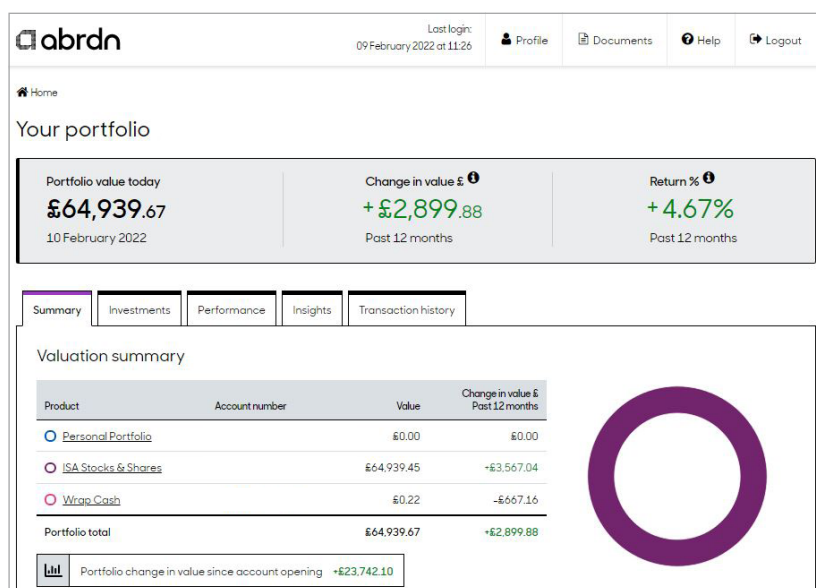 abrdn
Last login:
09 February 2022 at 11:26
Profile
Documents
Help
Logout
Home
Your portfolio
Portfolio value today
£64,939.67
10 February 2022
Change in value £
+£2,899.88
Past 12 months
Return %
+4.67%
Past 12 months
Summary
Investments
Performance
Insights
Transaction history
Valuation summary
Product Account number Value Change in value £ Past 12 months
Personal Portfolio £0.00 £0.00
ISA Stocks & Shares £64,939.45 +£3,567.04
Wrap Cash £0.22 -£667.16
Portfolio total £64,939.67 +£2,899.88
Portfolio change in value since account opening +£23,742.10